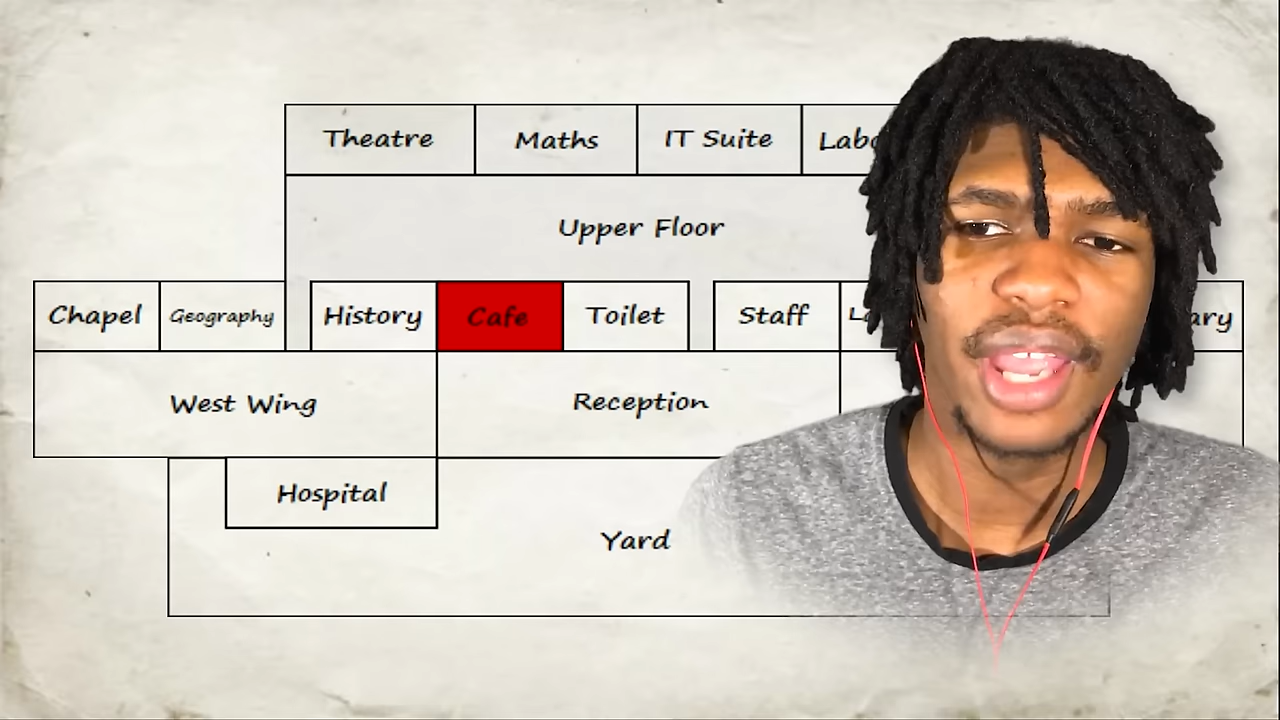 Theatre
Maths
IT Suite
Upper Floor
Chapel
Geography
History
Cafe
Toilet
Staff
West Wing
Reception
Hospital
Yard